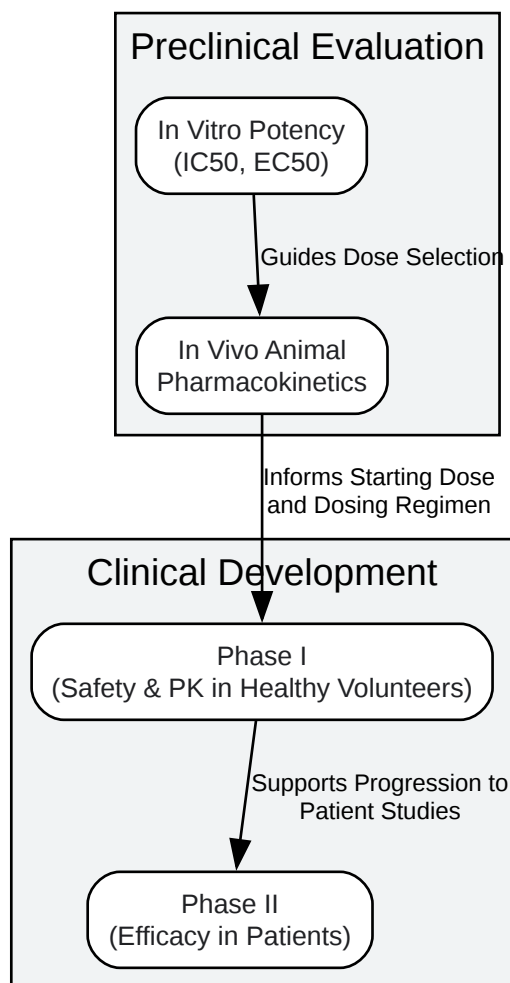 Preclinical Evaluation
In Vitro Potency
(IC50, EC50)
Guides Dose Selection
In Vivo Animal
Pharmacokinetics
Informs Starting Dose
and Dosing Regimen
Clinical Development
Phase I
(Safety & PK in Healthy Volunteers)
Supports Progression to
Patient Studies
Phase II
(Efficacy in Patients)